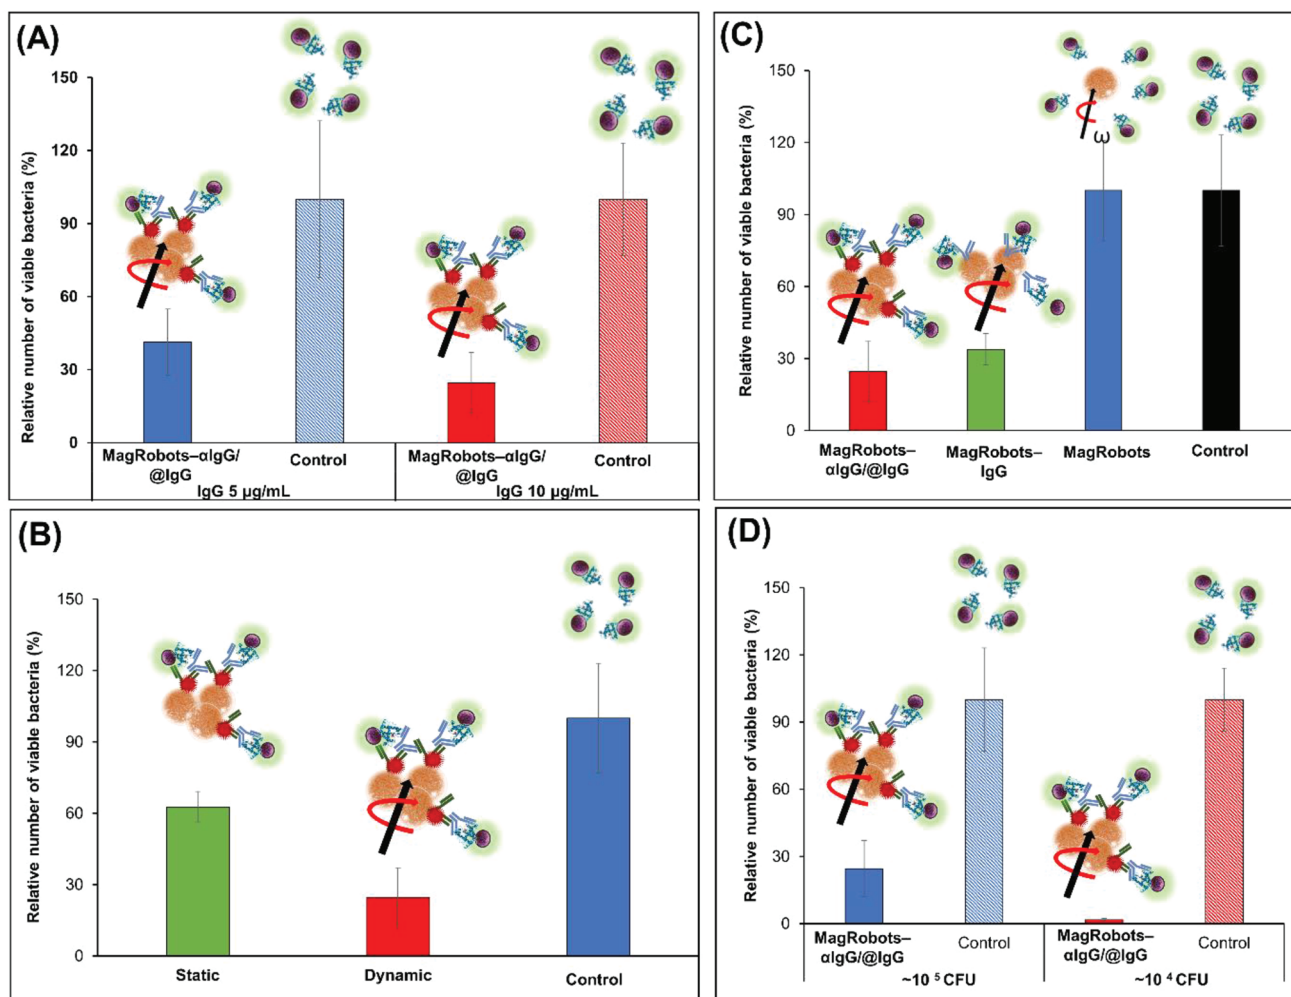 (A)
Relative number of viable bacteria (%)
150
120
90
60
30
0
MagRobots–αIgG/
@IgG
Control
MagRobots–αIgG/
@IgG
Control
IgG 5 µg/mL
IgG 10 µg/mL
(C)
Relative number of viable bacteria (%)
150
120
90
60
30
0
ω
MagRobots–
αIgG/@IgG
MagRobots–
IgG
MagRobots
Control
(B)
Relative number of viable bacteria (%)
150
120
90
60
30
0
Static
Dynamic
Control
(D)
Relative number of viable bacteria (%)
150
120
90
60
30
0
MagRobots–
αIgG/@IgG
Control
MagRobots–
αIgG/@IgG
Control
~10 ⁵ CFU
~10 ⁴ CFU